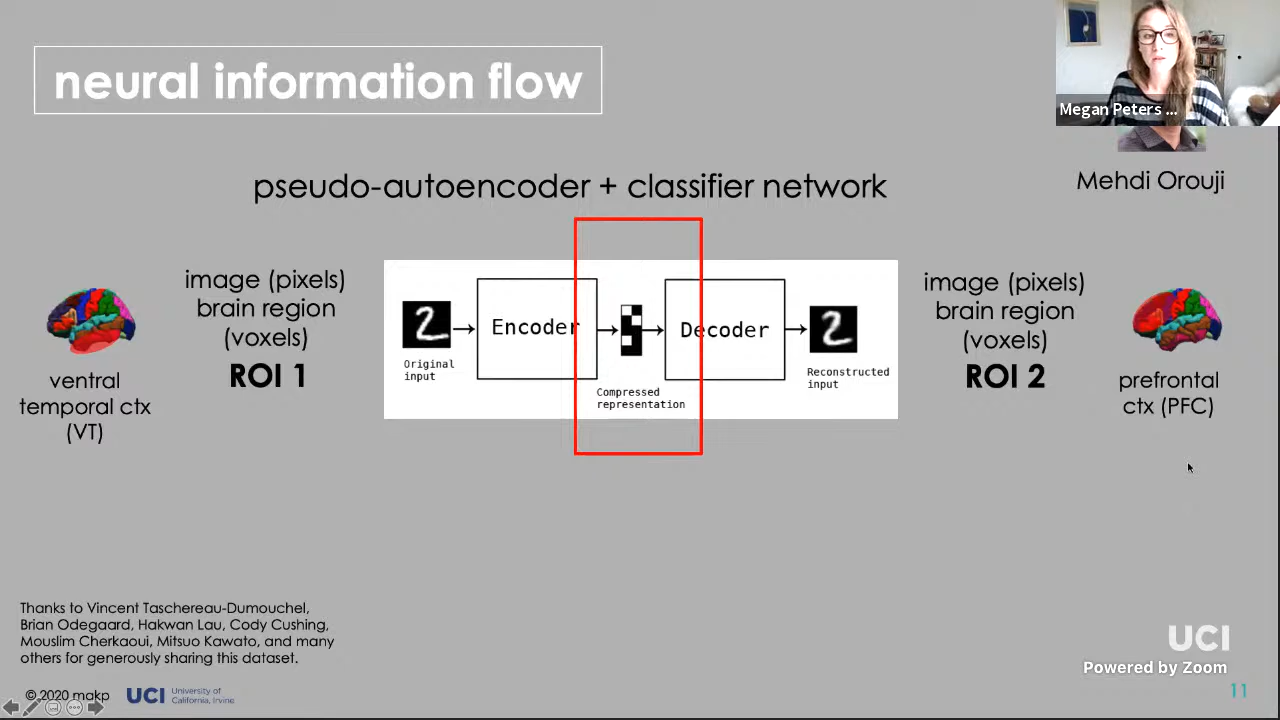 neural information flow
Megan Peters ...
pseudo-autoencoder + classifier network
Mehdi Orouji
image (pixels)
brain region
(voxels)
ROI 1
ventral
temporal ctx
(VT)
2
Original
input
Encoder
Compressed
representation
Decoder
2
Reconstructed
input
image (pixels)
brain region
(voxels)
ROI 2
prefrontal
ctx (PFC)
Thanks to Vincent Taschereau-Dumouchel,
Brian Odegaard, Hakwan Lau, Cody Cushing,
Mouslim Cherkaoui, Mitsuo Kawato, and many
others for generously sharing this dataset.
© 2020 makp
UCI University of
California, Irvine
UCI
Powered by Zoom
11